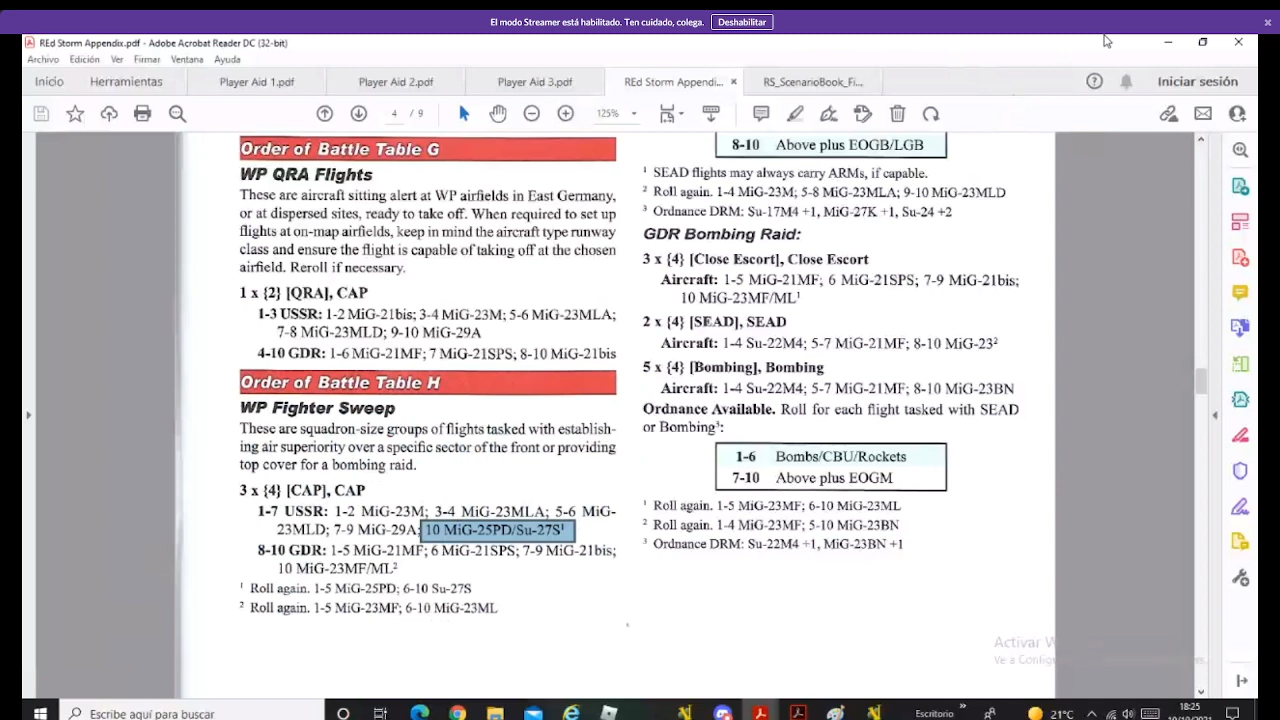 El modo Streamer está habilitado. Ten cuidado, colega. Deshabilitar
REd Storm Appendix.pdf - Adobe Acrobat Reader DC (32-bit)
Archivo Edición Ver Firmar Ventana Ayuda
Inicio Herramientas Player Aid 1.pdf Player Aid 2.pdf Player Aid 3.pdf REd Storm Appendi... RS_ScenarioBook_Fi... Iniciar sesión
4 / 9 125%
Order of Battle Table G
WP QRA Flights
These are aircraft sitting alert at WP airfields in East Germany,
or at dispersed sites, ready to take off. When required to set up
flights at on-map airfields, keep in mind the aircraft type runway
class and ensure the flight is capable of taking off at the chosen
airfield. Reroll if necessary.
1 x {2} [QRA], CAP
1-3 USSR: 1-2 MiG-21bis; 3-4 MiG-23M; 5-6 MiG-23MLA;
7-8 MiG-23MLD; 9-10 MiG-29A
4-10 GDR: 1-6 MiG-21MF; 7 MiG-21SPS; 8-10 MiG-21bis
Order of Battle Table H
WP Fighter Sweep
These are squadron-size groups of flights tasked with establish-
ing air superiority over a specific sector of the front or providing
top cover for a bombing raid.
3 x {4} [CAP], CAP
1-7 USSR: 1-2 MiG-23M; 3-4 MiG-23MLA; 5-6 MiG-
23MLD; 7-9 MiG-29A; 10 MiG-25PD/Su-27S¹
8-10 GDR: 1-5 MiG-21MF; 6 MiG-21SPS; 7-9 MiG-21bis;
10 MiG-23MF/ML²
¹ Roll again. 1-5 MiG-25PD; 6-10 Su-27S
² Roll again. 1-5 MiG-23MF; 6-10 MiG-23ML
8-10 Above plus EOGB/LGB
¹ SEAD flights may always carry ARMs, if capable.
² Roll again. 1-4 MiG-23M; 5-8 MiG-23MLA; 9-10 MiG-23MLD
³ Ordnance DRM: Su-17M4 +1, MiG-27K +1, Su-24 +2
GDR Bombing Raid:
3 x {4} [Close Escort], Close Escort
Aircraft: 1-5 MiG-21MF; 6 MiG-21SPS; 7-9 MiG-21bis;
10 MiG-23MF/ML¹
2 x {4} [SEAD], SEAD
Aircraft: 1-4 Su-22M4; 5-7 MiG-21MF; 8-10 MiG-23²
5 x {4} [Bombing], Bombing
Aircraft: 1-4 Su-22M4; 5-7 MiG-21MF; 8-10 MiG-23BN
Ordnance Available. Roll for each flight tasked with SEAD
or Bombing³:
1-6 Bombs/CBU/Rockets
7-10 Above plus EOGM
¹ Roll again. 1-5 MiG-23MF; 6-10 MiG-23ML
² Roll again. 1-4 MiG-23MF; 5-10 MiG-23BN
³ Ordnance DRM: Su-22M4 +1, MiG-23BN +1
Activar W
Ve a Config
Escribe aquí para buscar
Escritorio
21°C
18:25